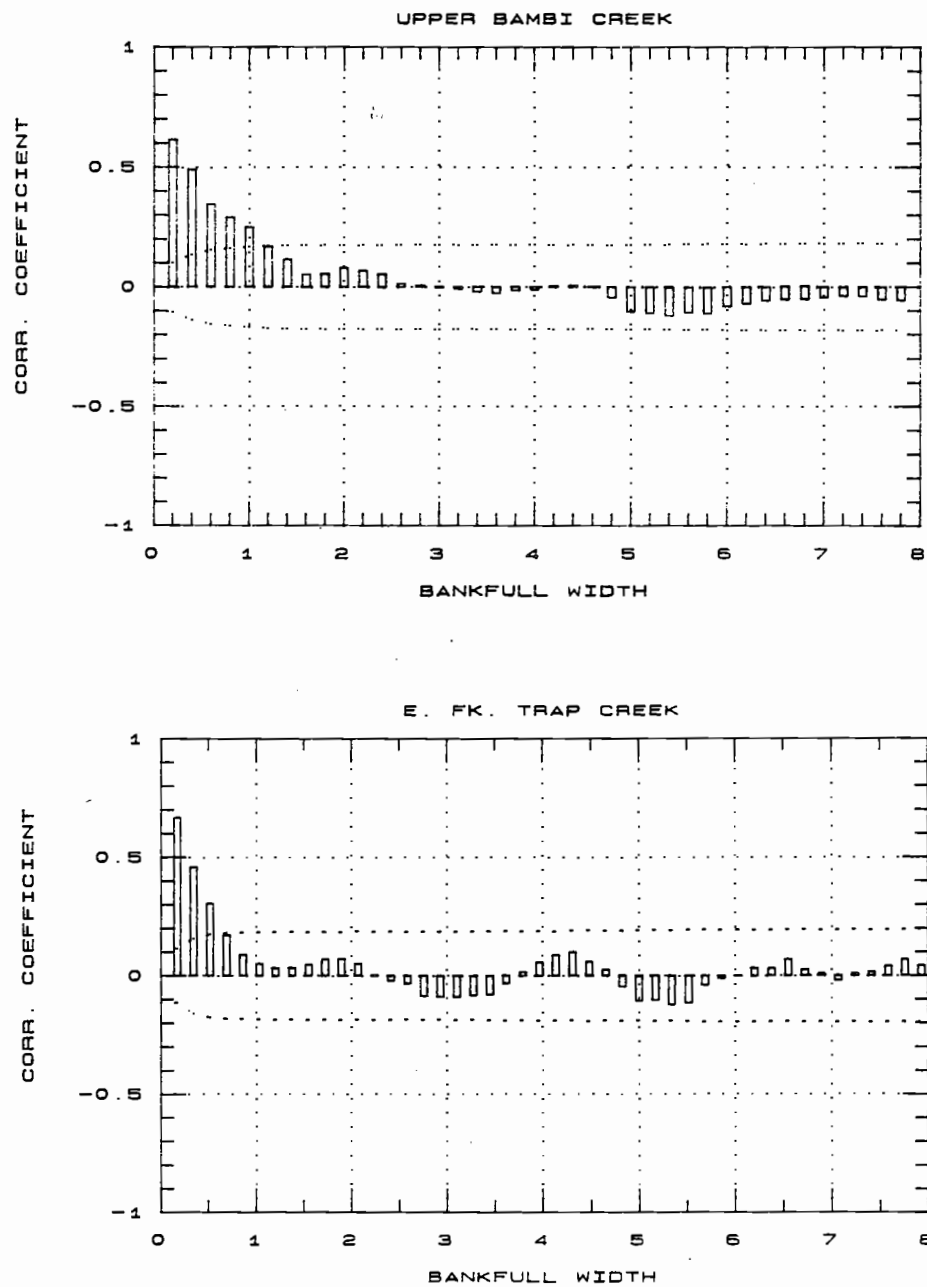 UPPER BAMBI CREEK
1
0.5
0
-0.5
-1
CORR. COEFFICIENT
0 1 2 3 4 5 6 7 8
BANKFULL WIDTH
E. FK. TRAP CREEK
1
0.5
0
-0.5
-1
CORR. COEFFICIENT
0 1 2 3 4 5 6 7 8
BANKFULL WIDTH